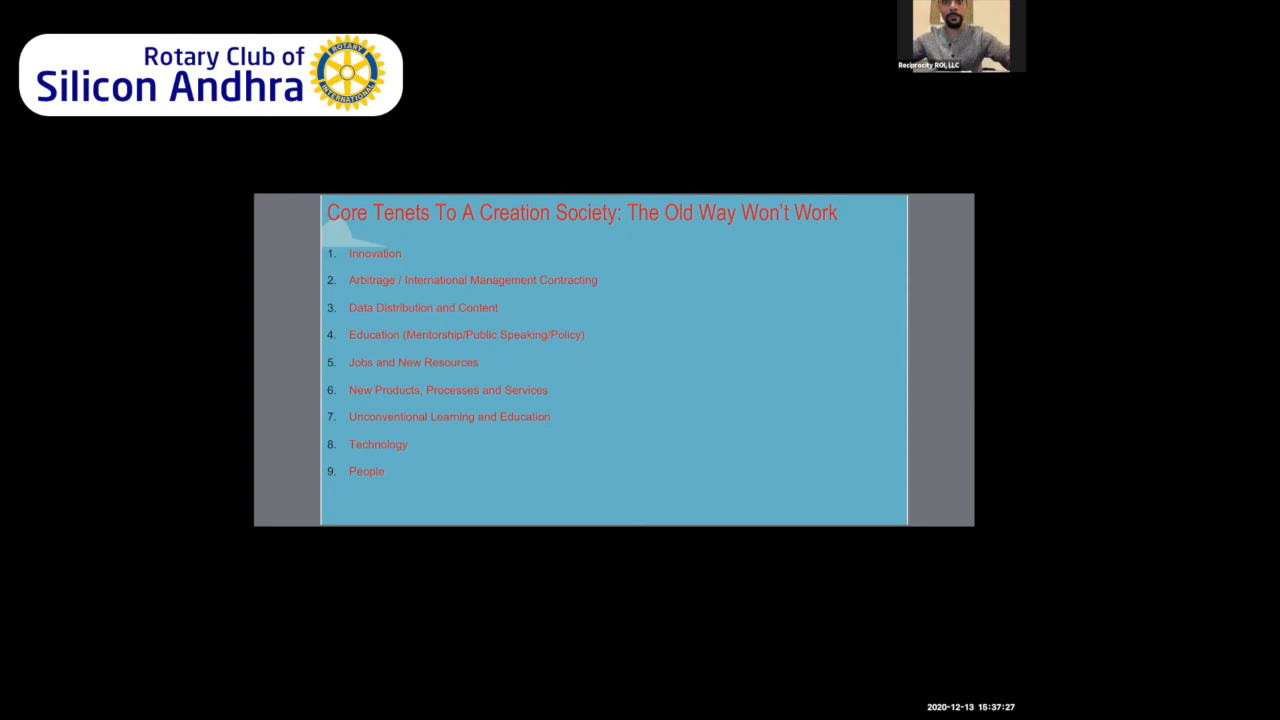 Rotary Club of
Silicon Andhra
ROTARY
INTERNATIONAL
Reciprocity ROI, LLC
Core Tenets To A Creation Society: The Old Way Won't Work
1. Innovation
2. Arbitrage / International Management Contracting
3. Data Distribution and Content
4. Education (Mentorship/Public Speaking/Policy)
5. Jobs and New Resources
6. New Products, Processes and Services
7. Unconventional Learning and Education
8. Technology
9. People
2020-12-13 15:37:27